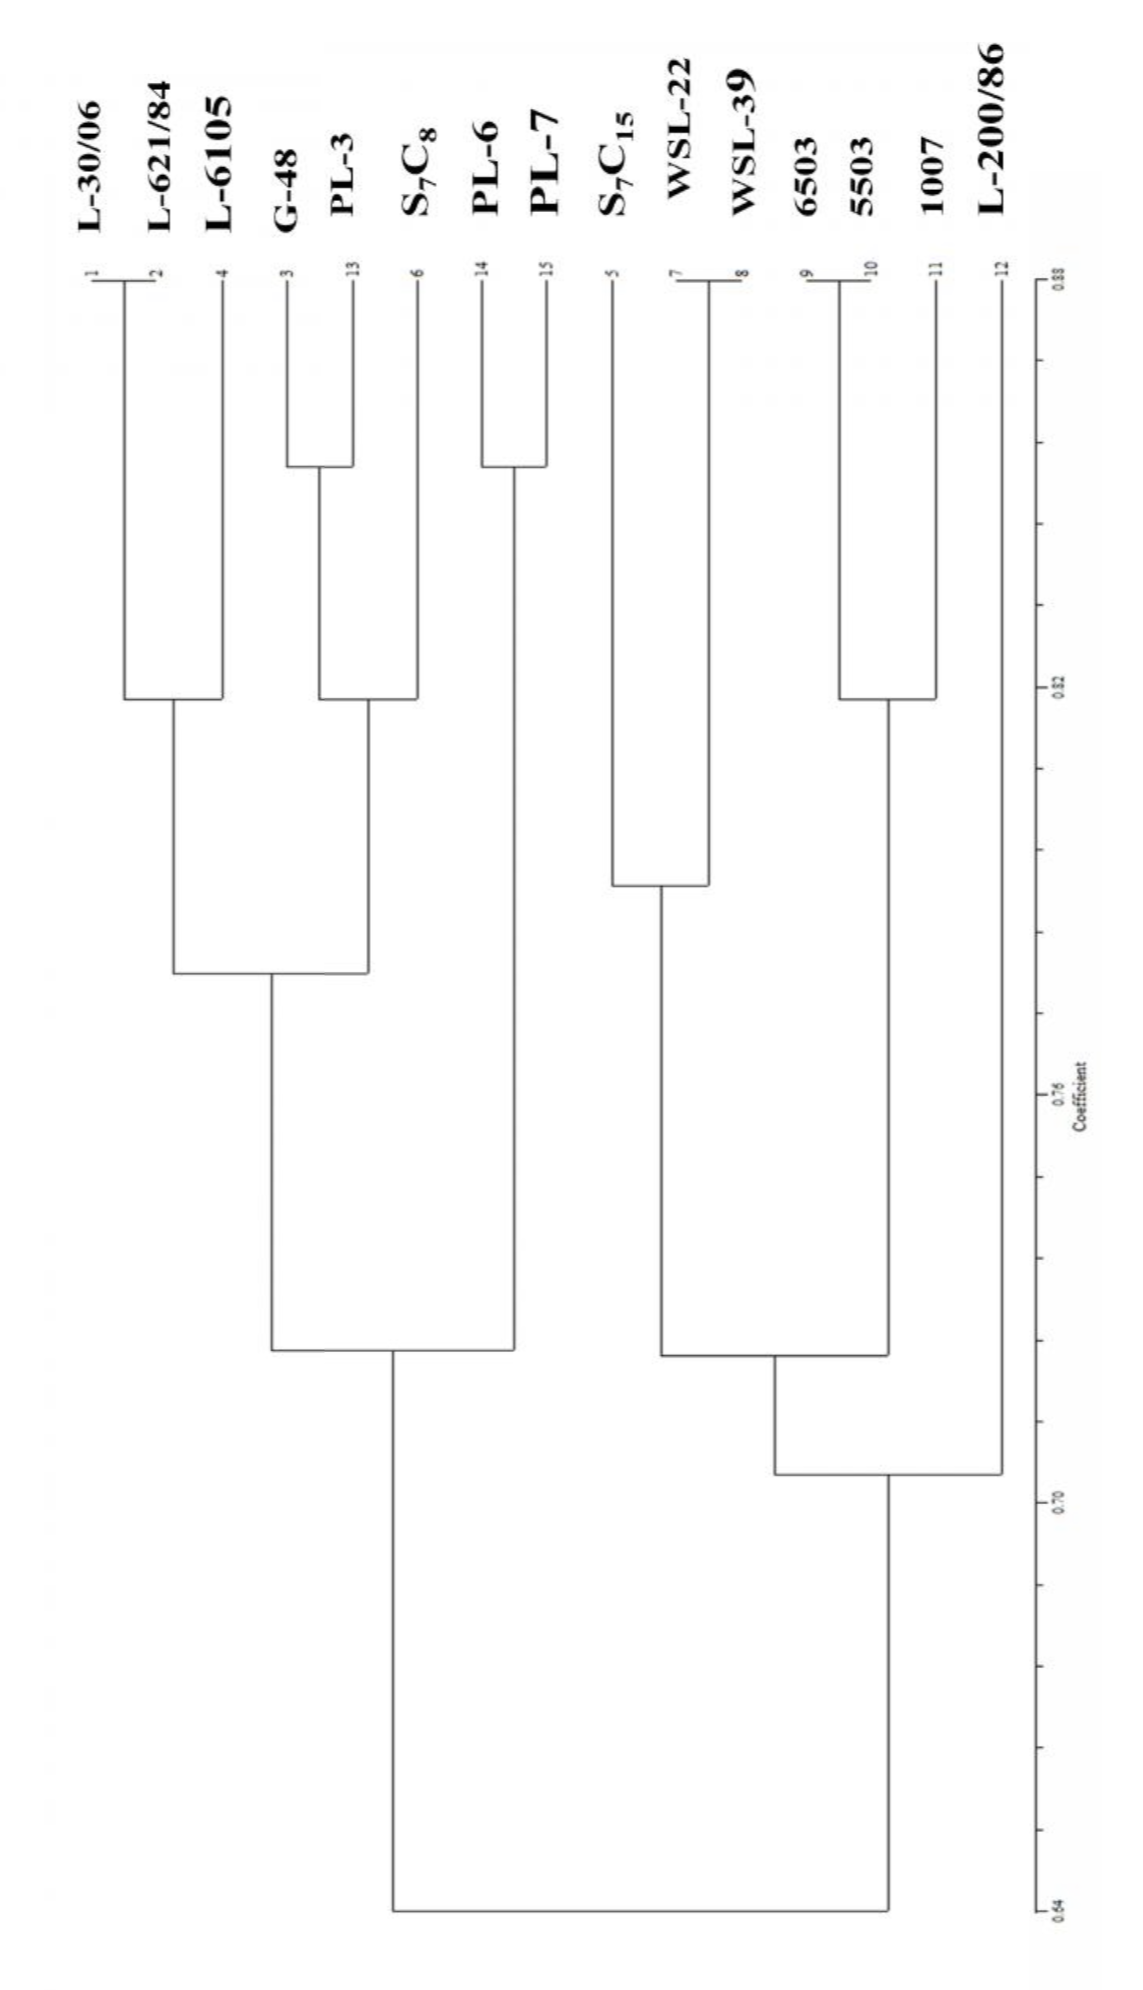 L-30/06
L-621/84
L-6105
G-48
PL-3
S₇C₈
PL-6
PL-7
S₇C₁₅
WSL-22
WSL-39
6503
5503
1007
L-200/86
1
2
4
3
13
6
14
15
5
7
8
9
10
11
12
0.88
0.82
0.76
0.70
0.64
Coefficient